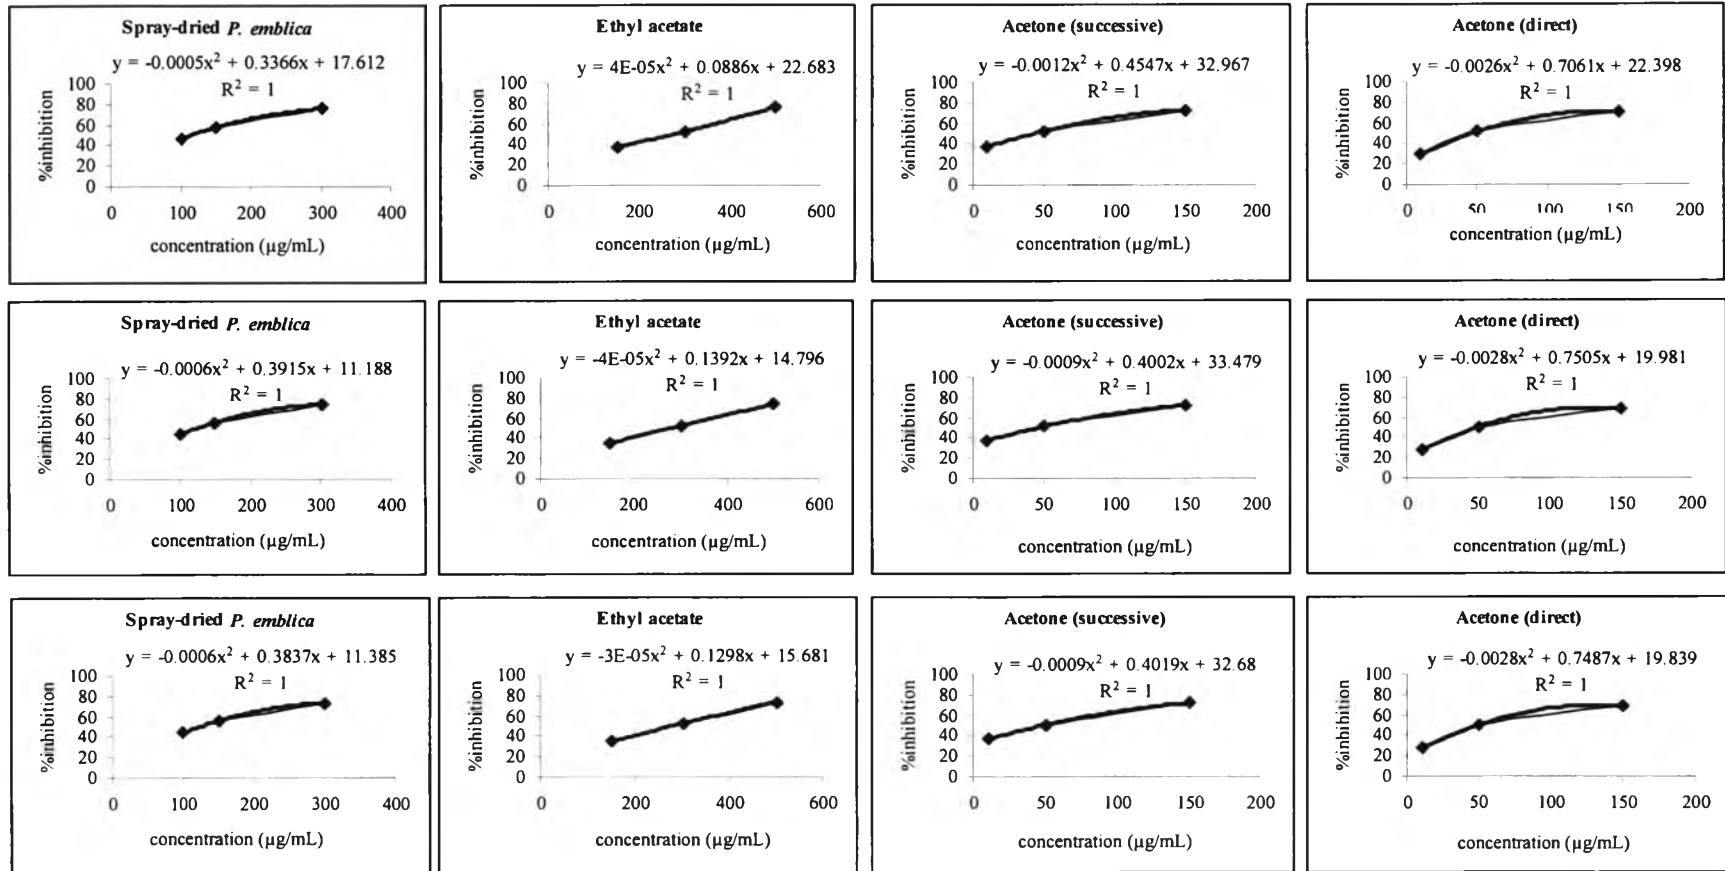 Spray-dried P. emblica
y = -0.0005x² + 0.3366x + 17.612
R² = 1
100
80
60
40
20
0
%inhibition
0 100 200 300 400
concentration (µg/mL)
Ethyl acetate
y = 4E-05x² + 0.0886x + 22.683
R² = 1
100
80
60
40
20
0
%inhibition
0 200 400 600
concentration (µg/mL)
Acetone (successive)
y = -0.0012x² + 0.4547x + 32.967
R² = 1
100
80
60
40
20
0
%inhibition
0 50 100 150 200
concentration (µg/mL)
Acetone (direct)
y = -0.0026x² + 0.7061x + 22.398
R² = 1
100
80
60
40
20
0
%inhibition
0 50 100 150 200
concentration (µg/mL)
Spray-dried P. emblica
y = -0.0006x² + 0.3915x + 11.188
R² = 1
100
80
60
40
20
0
%inhibition
0 100 200 300 400
concentration (µg/mL)
Ethyl acetate
y = -4E-05x² + 0.1392x + 14.796
R² = 1
100
80
60
40
20
0
%inhibition
0 200 400 600
concentration (µg/mL)
Acetone (successive)
y = -0.0009x² + 0.4002x + 33.479
R² = 1
100
80
60
40
20
0
%inhibition
0 50 100 150 200
concentration (µg/mL)
Acetone (direct)
y = -0.0028x² + 0.7505x + 19.981
R² = 1
100
80
60
40
20
0
%inhibition
0 50 100 150 200
concentration (µg/mL)
Spray-dried P. emblica
y = -0.0006x² + 0.3837x + 11.385
R² = 1
100
80
60
40
20
0
%inhibition
0 100 200 300 400
concentration (µg/mL)
Ethyl acetate
y = -3E-05x² + 0.1298x + 15.681
R² = 1
100
80
60
40
20
0
%inhibition
0 200 400 600
concentration (µg/mL)
Acetone (successive)
y = -0.0009x² + 0.4019x + 32.68
R² = 1
100
80
60
40
20
0
%inhibition
0 50 100 150 200
concentration (µg/mL)
Acetone (direct)
y = -0.0028x² + 0.7487x + 19.839
R² = 1
100
80
60
40
20
0
%inhibition
0 50 100 150 200
concentration (µg/mL)